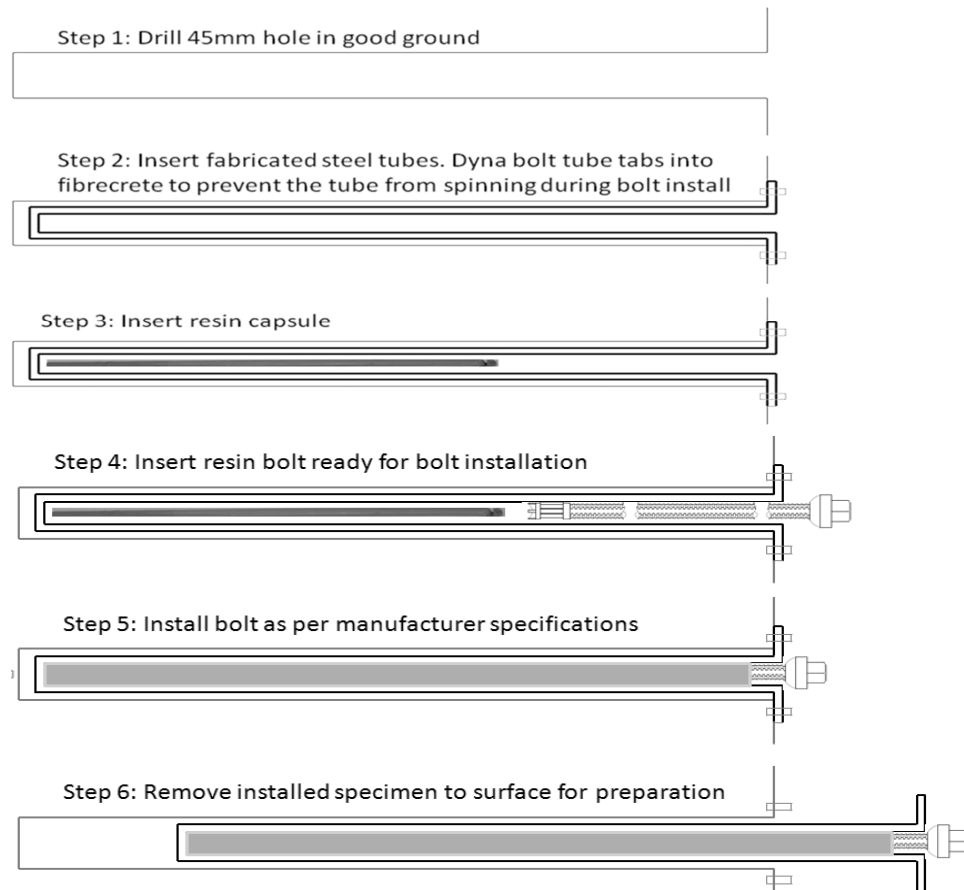 Step 1: Drill 45mm hole in good ground
Step 2: Insert fabricated steel tubes. Dyna bolt tube tabs into
fibrecrete to prevent the tube from spinning during bolt install
Step 3: Insert resin capsule
Step 4: Insert resin bolt ready for bolt installation
Step 5: Install bolt as per manufacturer specifications
Step 6: Remove installed specimen to surface for preparation